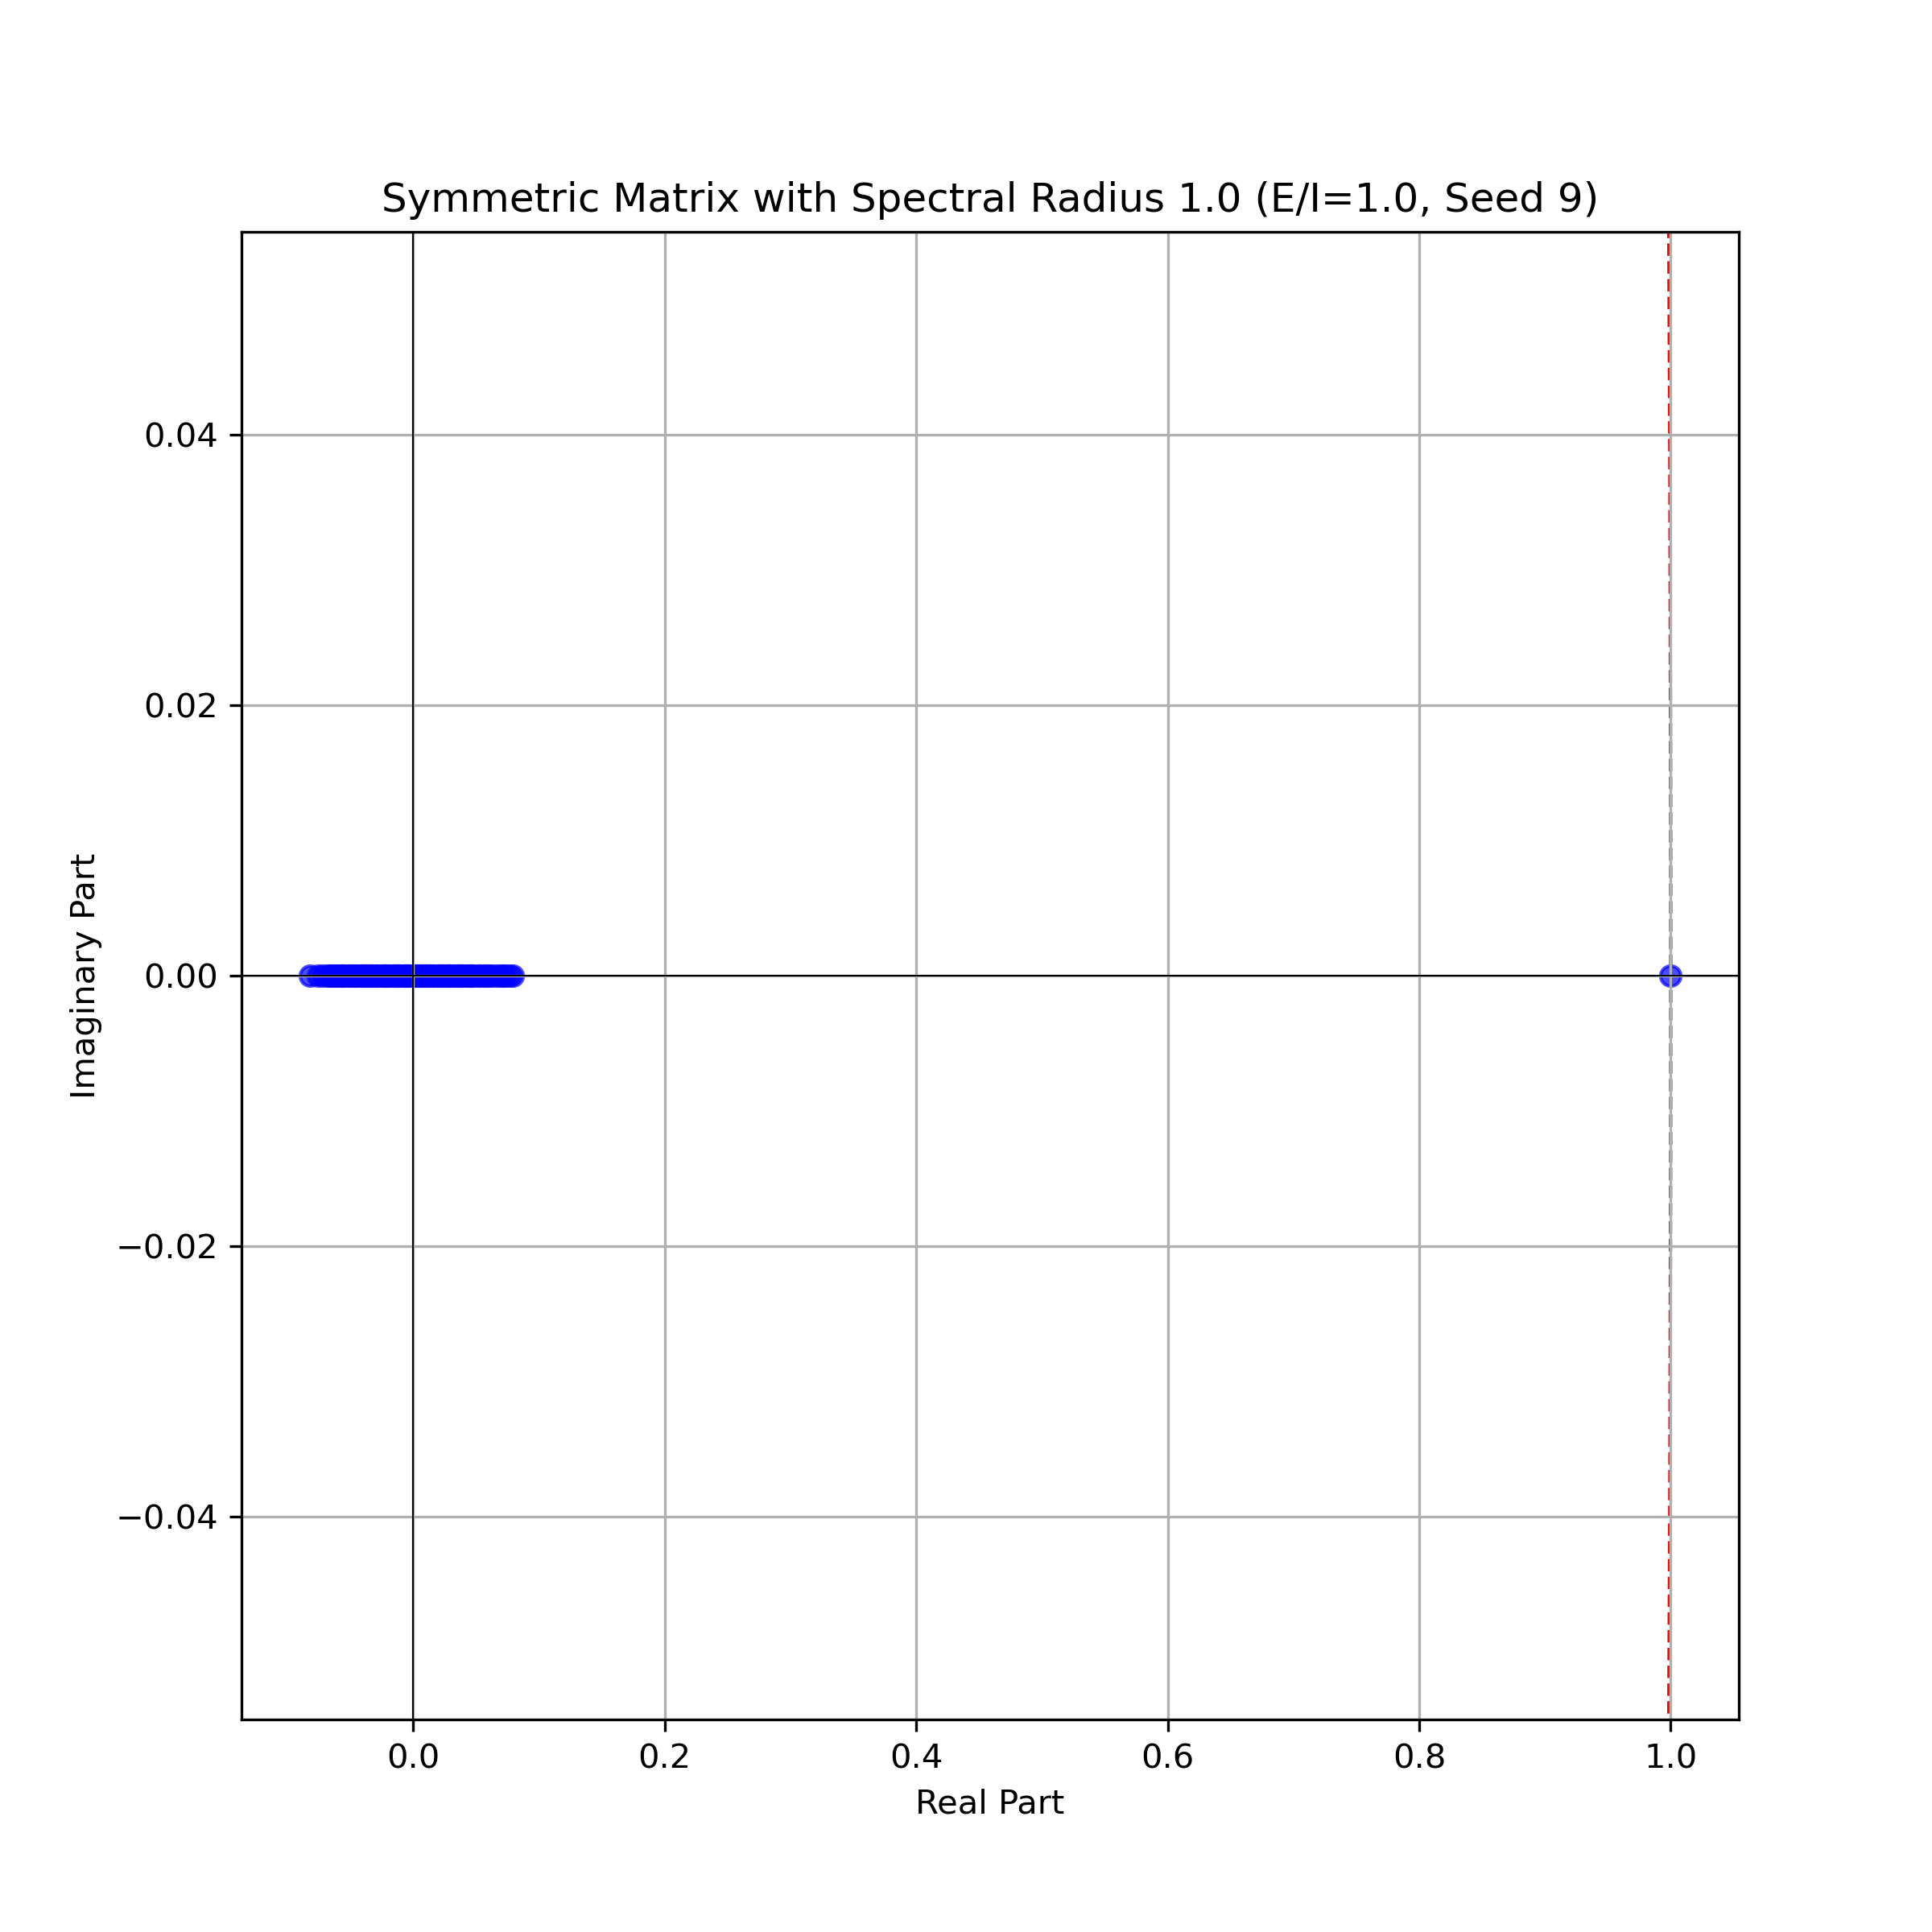 Symmetric Matrix with Spectral Radius 1.0 (E/I=1.0, Seed 9)
0.04
0.02
0.00
−0.02
−0.04
Imaginary Part
0.0 0.2 0.4 0.6 0.8 1.0
Real Part